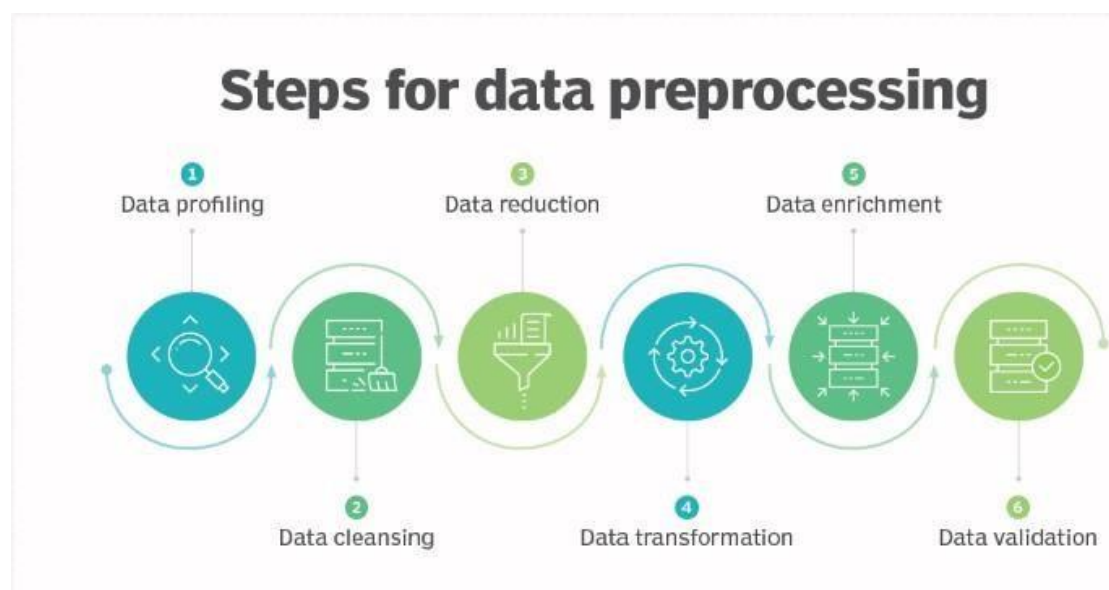 Steps for data preprocessing
1
Data profiling
3
Data reduction
5
Data enrichment
2
Data cleansing
4
Data transformation
6
Data validation